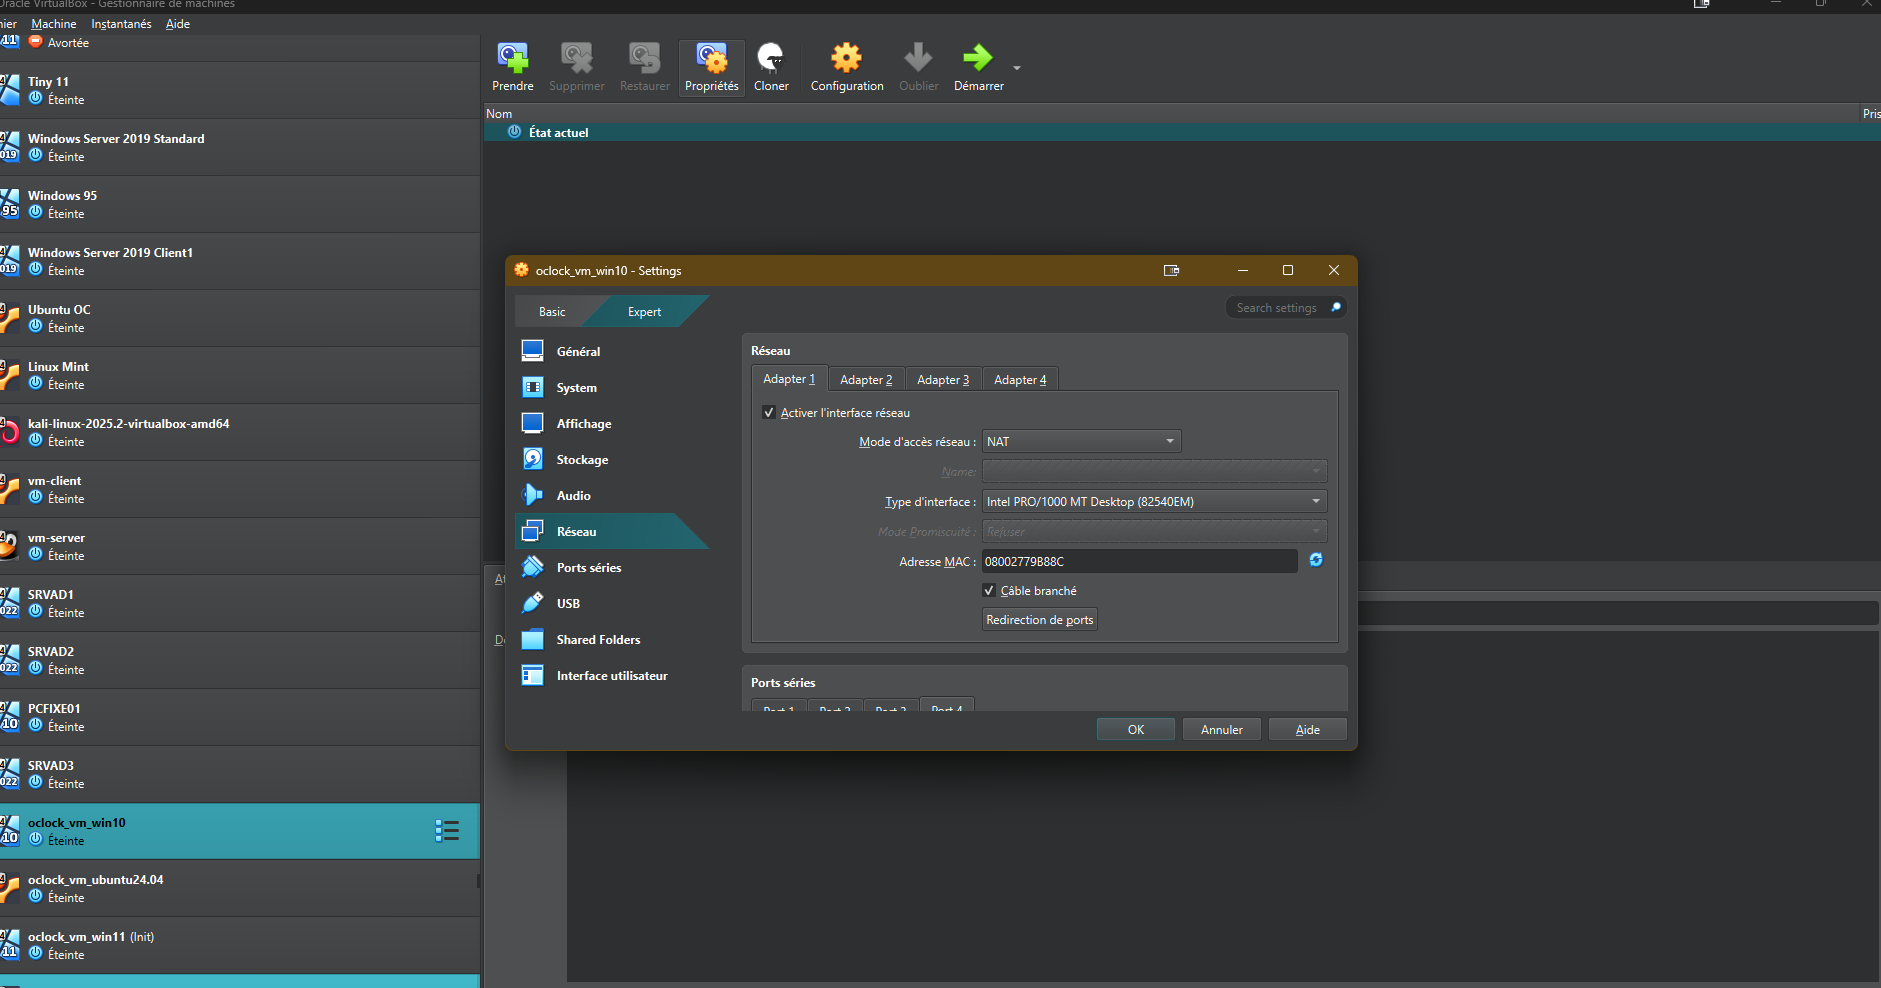 Oracle VirtualBox - Gestionnaire de machines
Machine Instantanés Aide
11
Avortée
Tiny 11
Éteinte
Windows Server 2019 Standard
Éteinte
Windows 95
Éteinte
Windows Server 2019 Client1
Éteinte
Ubuntu OC
Éteinte
Linux Mint
Éteinte
kali-linux-2025.2-virtualbox-amd64
Éteinte
vm-client
Éteinte
vm-server
Éteinte
SRVAD1
Éteinte
SRVAD2
Éteinte
PCFIXE01
Éteinte
SRVAD3
Éteinte
oclock_vm_win10
Éteinte
oclock_vm_ubuntu24.04
Éteinte
oclock_vm_win11 (Init)
Éteinte
Prendre Supprimer Restaurer Propriétés Cloner Configuration Oublier Démarrer
Nom
État actuel
oclock_vm_win10 - Settings
Basic Expert Search settings
Général
System
Affichage
Stockage
Audio
Réseau
Ports séries
USB
Shared Folders
Interface utilisateur
Réseau
Adapter 1 Adapter 2 Adapter 3 Adapter 4
Activer l'interface réseau
Mode d'accès réseau : NAT
Name:
Type d'interface : Intel PRO/1000 MT Desktop (82540EM)
Mode Promiscuité : Refuser
Adresse MAC : 08002779B88C
Câble branché
Redirection de ports
Ports séries
Port 1 Port 2 Port 3 Port 4
OK Annuler Aide